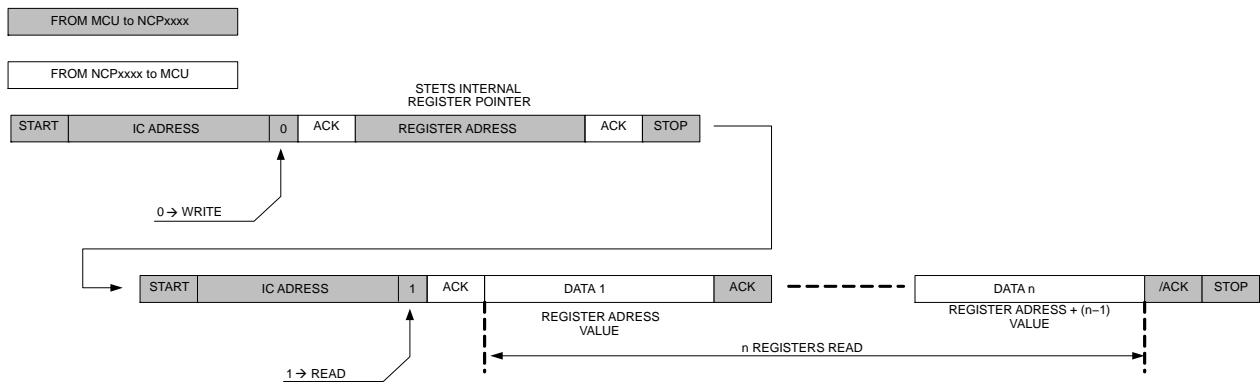 FROM MCU to NCPxxxx
FROM NCPxxxx to MCU
STETS INTERNAL
REGISTER POINTER
START IC ADRESS 0 ACK REGISTER ADRESS ACK STOP
0 → WRITE
START IC ADRESS 1 ACK DATA 1 ACK DATA n /ACK STOP
REGISTER ADRESS
VALUE
REGISTER ADRESS + (n−1)
VALUE
n REGISTERS READ
1 → READ